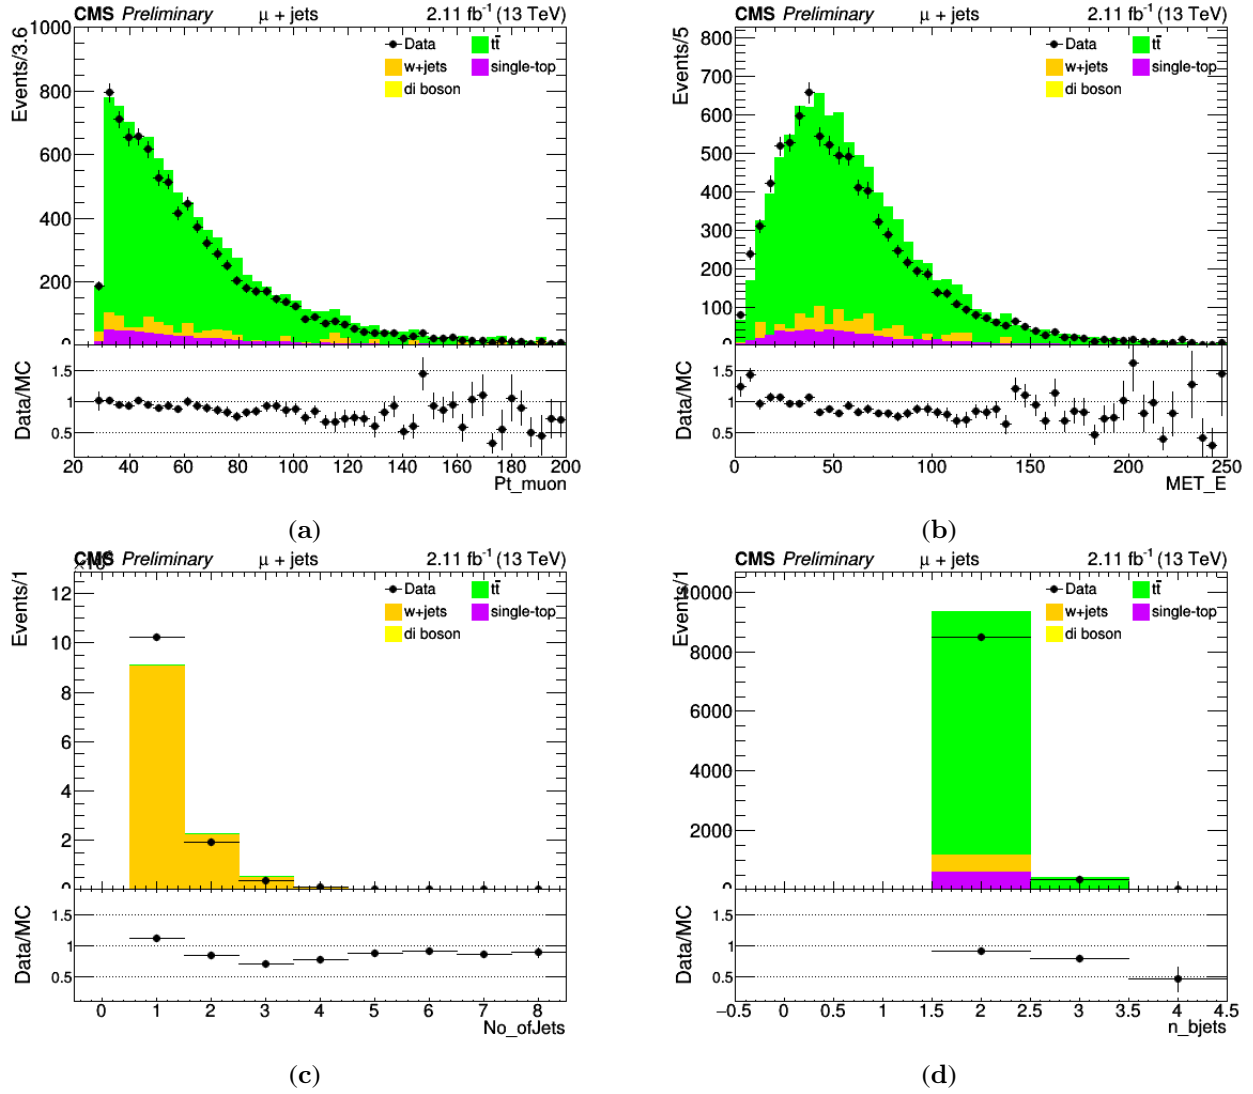 CMS Preliminary μ + jets 2.11 fb⁻¹ (13 TeV)
Events/3.6
Data tt̄
w+jets single-top
di boson
1000
800
600
400
200
0
Data/MC
1.5
1
0.5
20 40 60 80 100 120 140 160 180 200
Pt_muon
(a)
CMS Preliminary μ + jets 2.11 fb⁻¹ (13 TeV)
Events/5
Data tt̄
w+jets single-top
di boson
800
700
600
500
400
300
200
100
0
Data/MC
1.5
1
0.5
0 50 100 150 200 250
MET_E
(b)
CMS Preliminary μ + jets 2.11 fb⁻¹ (13 TeV)
Events/1
Data tt̄
w+jets single-top
di boson
12
10
8
6
4
2
0
Data/MC
1.5
1
0.5
0 1 2 3 4 5 6 7 8
No_ofJets
(c)
CMS Preliminary μ + jets 2.11 fb⁻¹ (13 TeV)
Events/1
Data tt̄
w+jets single-top
di boson
10000
8000
6000
4000
2000
0
Data/MC
1.5
1
0.5
−0.5 0 0.5 1 1.5 2 2.5 3 3.5 4 4.5
n_bjets
(d)